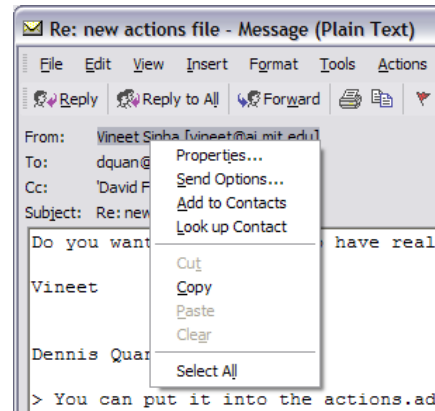 Re: new actions file - Message (Plain Text)
File Edit View Insert Format Tools Actions
Reply Reply to All Forward
From: Vineet Sinha [vineet@ai.mit.edu]
To: dquan@
Cc: 'David F
Subject: Re: new
Properties...
Send Options...
Add to Contacts
Look up Contact
Cut
Copy
Paste
Clear
Select All
Do you want have real
Vineet
Dennis Quan
> You can put it into the actions.ad